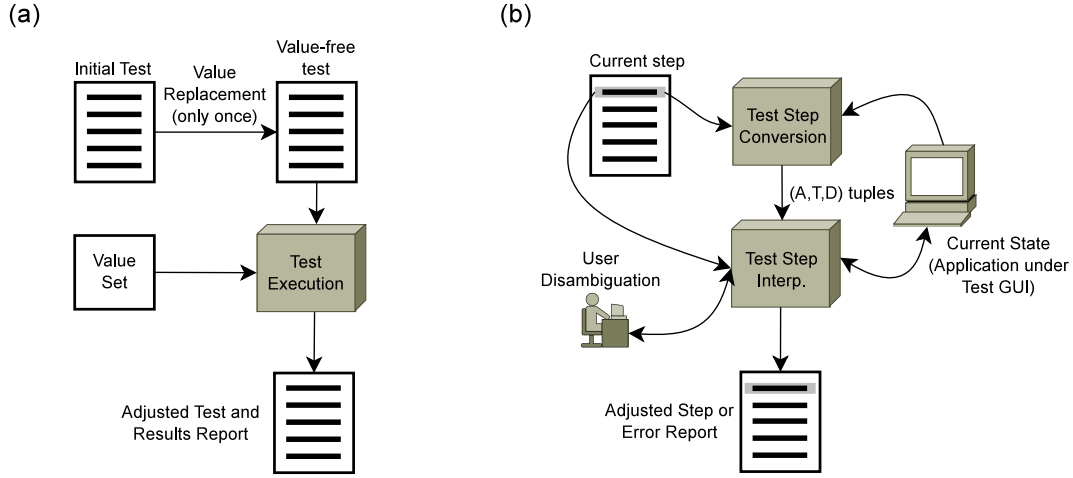 (a)
Initial Test
Value
Replacement
(only once)
Value-free
test
Value
Set
Test
Execution
Adjusted Test and
Results Report
(b)
Current step
Test Step
Conversion
(A,T,D) tuples
Current State
(Application under
Test GUI)
User
Disambiguation
Test Step
Interp.
Adjusted Step or
Error Report